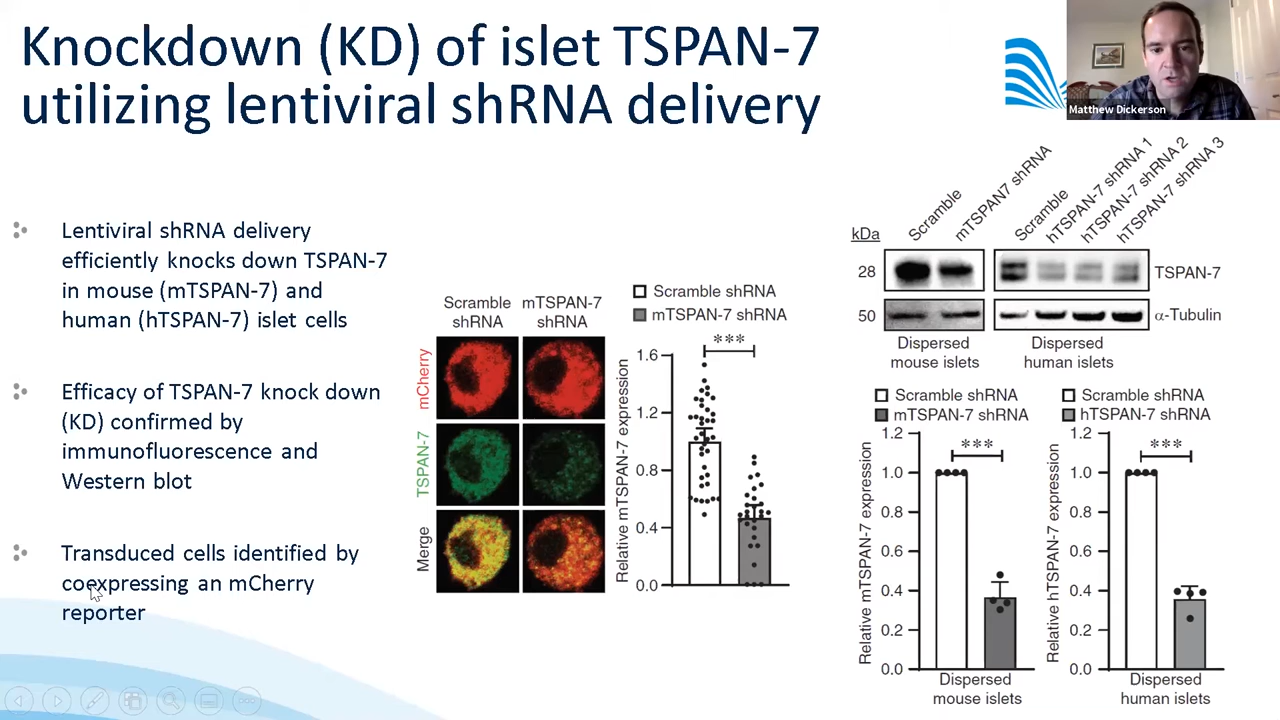 Knockdown (KD) of islet TSPAN-7
utilizing lentiviral shRNA delivery
Matthew Dickerson
Lentiviral shRNA delivery
efficiently knocks down TSPAN-7
in mouse (mTSPAN-7) and
human (hTSPAN-7) islet cells
Efficacy of TSPAN-7 knock down
(KD) confirmed by
immunofluorescence and
Western blot
Transduced cells identified by
coexpressing an mCherry
reporter
Scramble shRNA
mTSPAN-7 shRNA
mCherry
TSPAN-7
Merge
Scramble shRNA
mTSPAN-7 shRNA
***
Relative mTSPAN-7 expression
1.6
1.2
0.8
0.4
0.0
kDa
Scramble
mTSPAN7 shRNA
Scramble
hTSPAN-7 shRNA 1
hTSPAN-7 shRNA 2
hTSPAN-7 shRNA 3
28
TSPAN-7
50
α-Tubulin
Dispersed
mouse islets
Dispersed
human islets
Scramble shRNA
mTSPAN-7 shRNA
***
Relative mTSPAN-7 expression
1.2
1.0
0.8
0.6
0.4
0.2
0.0
Dispersed
mouse islets
Scramble shRNA
hTSPAN-7 shRNA
***
Relative hTSPAN-7 expression
1.2
1.0
0.8
0.6
0.4
0.2
0.0
Dispersed
human islets